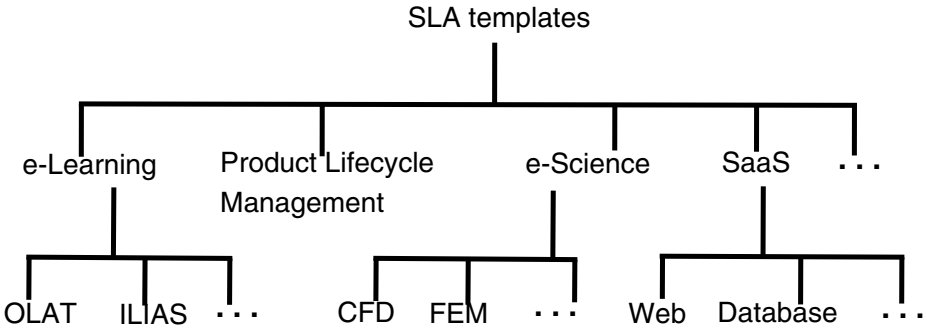 SLA templates
e-Learning
Product Lifecycle
Management
e-Science
SaaS
. . .
OLAT
ILIAS
. . .
CFD
FEM
. . .
Web
Database
. . .